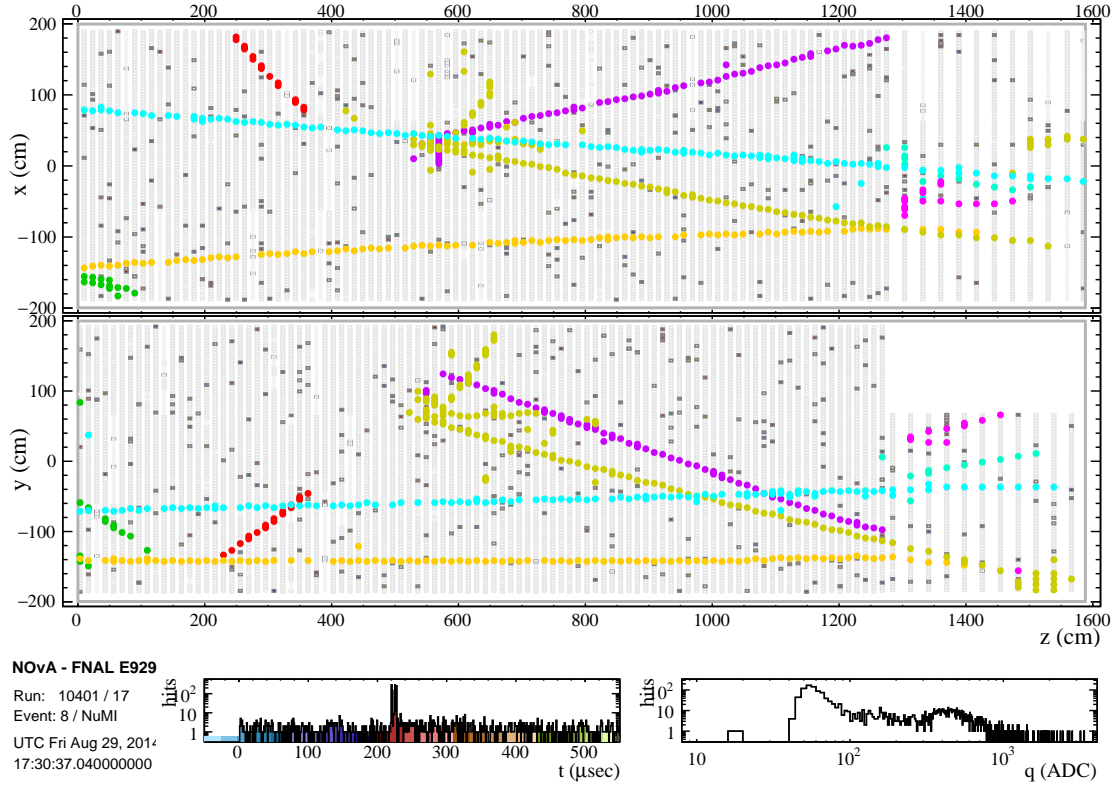 0 200 400 600 800 1000 1200 1400 1600
200
100
0
−100
−200
x (cm)
200
100
0
−100
−200
y (cm)
0 200 400 600 800 1000 1200 1400 1600
z (cm)
NOvA - FNAL E929
Run: 10401 / 17
Event: 8 / NuMI
UTC Fri Aug 29, 2014
17:30:37.040000000
hits
10²
10
1
0 100 200 300 400 500
t (μsec)
hits
10²
10
1
10 10² 10³
q (ADC)